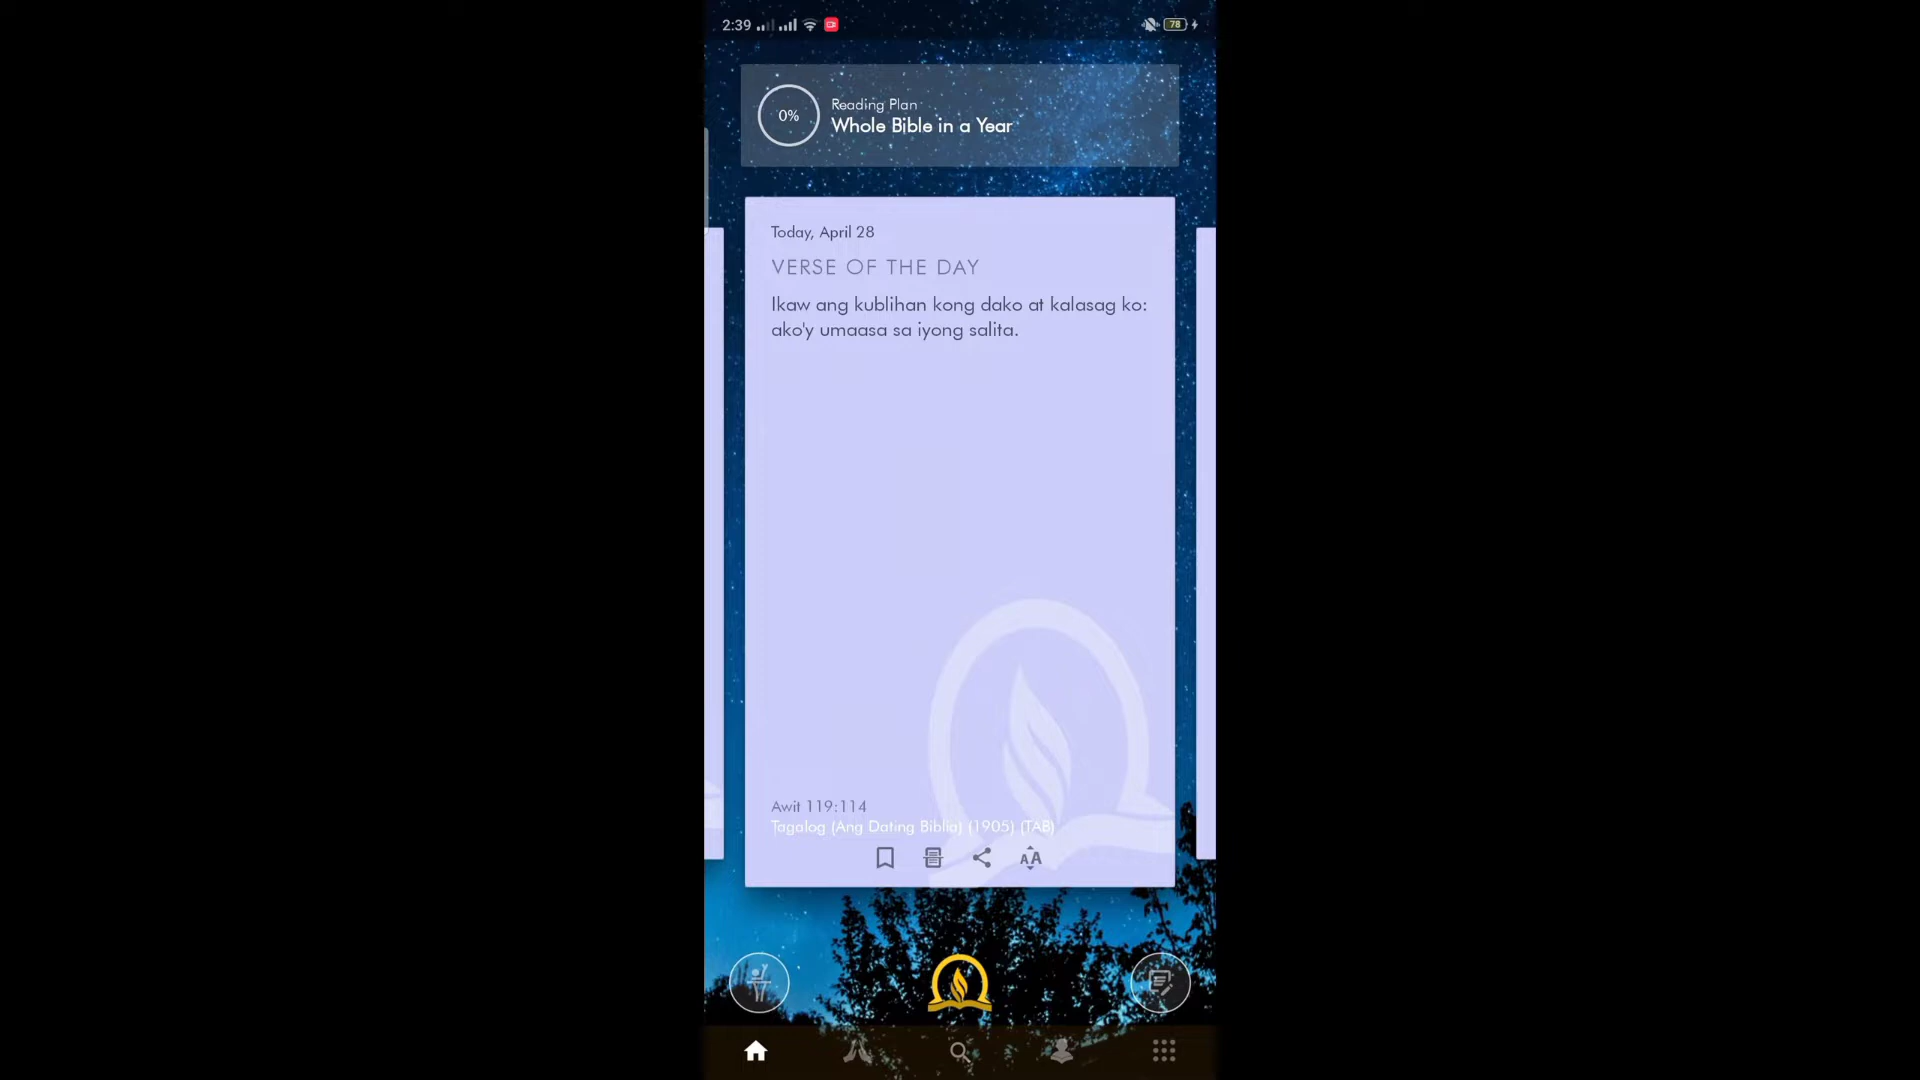 2:39
78
0%
Reading Plan
Whole Bible in a Year
Today, April 28
VERSE OF THE DAY
Ikaw ang kublihan kong dako at kalasag ko:
ako'y umaasa sa iyong salita.
Awit 119:114
Tagalog (Ang Dating Biblia) (1905) (TAB)
AA